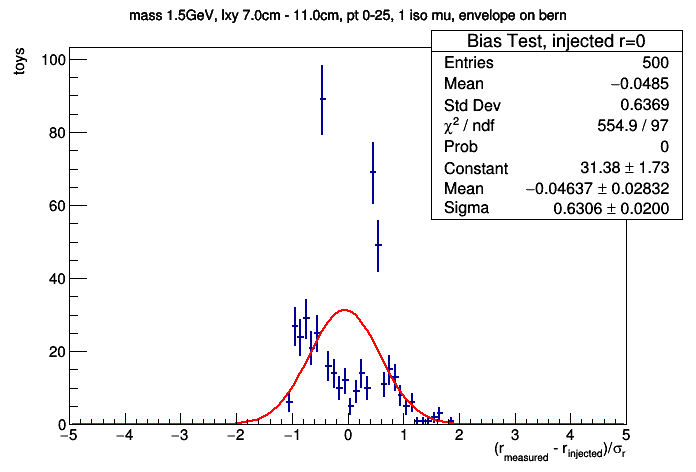 mass 1.5GeV, lxy 7.0cm - 11.0cm, pt 0-25, 1 iso mu, envelope on bern
Bias Test, injected r=0
Entries 500
Mean −0.0485
Std Dev 0.6369
χ² / ndf 554.9 / 97
Prob 0
Constant 31.38 ± 1.73
Mean −0.04637 ± 0.02832
Sigma 0.6306 ± 0.0200
toys
100
80
60
40
20
0
−5 −4 −3 −2 −1 0 1 2 3 4 5
(r_measured - r_injected)/σ_r